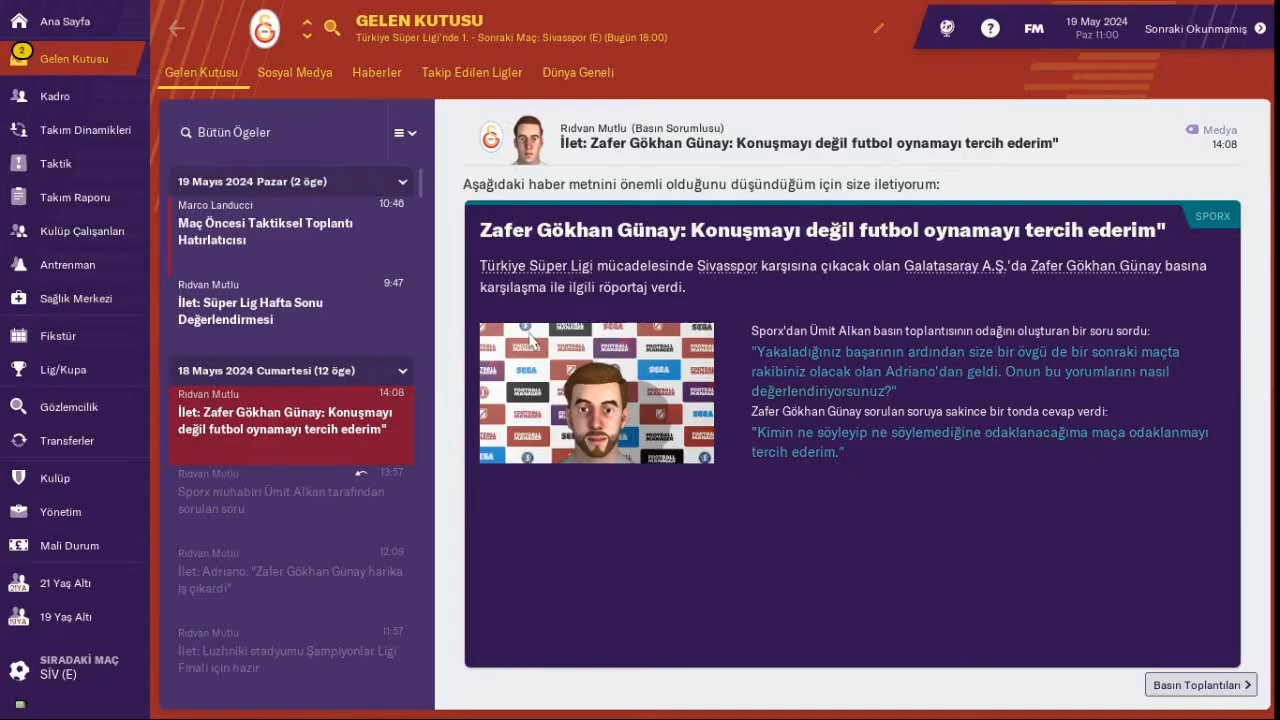 Ana Sayfa
2
Gelen Kutusu
Kadro
Takım Dinamikleri
Taktik
Takım Raporu
Kulüp Çalışanları
Antrenman
Sağlık Merkezi
Fikstür
Lig/Kupa
Gözlemcilik
Transferler
Kulüp
Yönetim
Mali Durum
21 Yaş Altı
21YA
19 Yaş Altı
19YA
SIRADAKİ MAÇ
SİV (E)
GELEN KUTUSU
Türkiye Süper Ligi'nde 1. - Sonraki Maç: Sivasspor (E) (Bugün 18:00)
FM
19 May 2024
Paz 11:00
Sonraki Okunmamış
Gelen Kutusu
Sosyal Medya
Haberler
Takip Edilen Ligler
Dünya Geneli
Bütün Ögeler
19 Mayıs 2024 Pazar (2 öge)
Marco Landucci 10:46
Maç Öncesi Taktiksel Toplantı
Hatırlatıcısı
Rıdvan Mutlu 9:47
İlet: Süper Lig Hafta Sonu
Değerlendirmesi
18 Mayıs 2024 Cumartesi (12 öge)
Rıdvan Mutlu 14:08
İlet: Zafer Gökhan Günay: Konuşmayı
değil futbol oynamayı tercih ederim"
Rıdvan Mutlu 13:57
Sporx muhabiri Ümit Alkan tarafından
sorulan soru
Rıdvan Mutlu 12:09
İlet: Adriano: "Zafer Gökhan Günay harika
iş çıkardı"
Rıdvan Mutlu 11:57
İlet: Luzhniki stadyumu Şampiyonlar Ligi
Finali için hazır
Rıdvan Mutlu (Basın Sorumlusu)
İlet: Zafer Gökhan Günay: Konuşmayı değil futbol oynamayı tercih ederim"
Medya
14:08
Aşağıdaki haber metnini önemli olduğunu düşündüğüm için size iletiyorum:
SPORX
Zafer Gökhan Günay: Konuşmayı değil futbol oynamayı tercih ederim"
Türkiye Süper Ligi mücadelesinde Sivasspor karşısına çıkacak olan Galatasaray A.Ş.'da Zafer Gökhan Günay basına
karşılaşma ile ilgili röportaj verdi.
FOOTBALL MANAGER
SEGA
Sporx'dan Ümit Alkan basın toplantısının odağını oluşturan bir soru sordu:
"Yakaladığınız başarının ardından size bir övgü de bir sonraki maçta
rakibiniz olacak olan Adriano'dan geldi. Onun bu yorumlarını nasıl
değerlendiriyorsunuz?"
Zafer Gökhan Günay sorulan soruya sakince bir tonda cevap verdi:
"Kimin ne söyleyip ne söylemediğine odaklanacağıma maça odaklanmayı
tercih ederim."
Basın Toplantıları